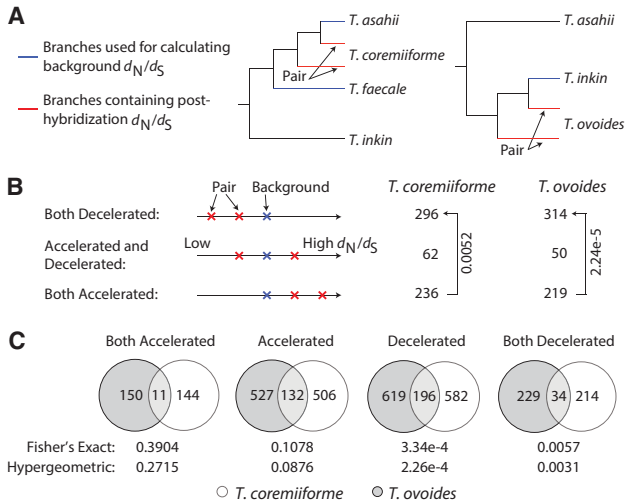 A
Branches used for calculating
background dN/dS
Branches containing post-
hybridization dN/dS
T. asahii
T. coremiiforme
Pair
T. faecale
T. inkin
T. asahii
T. inkin
T. ovoides
Pair
B
Pair
Background
T. coremiiforme
T. ovoides
Both Decelerated:
296
314
Accelerated and
Decelerated:
Low
High dN/dS
62
50
0.0052
2.24e-5
Both Accelerated:
236
219
C
Both Accelerated
Accelerated
Decelerated
Both Decelerated
150 11 144
527 132 506
619 196 582
229 34 214
Fisher's Exact: 0.3904 0.1078 3.34e-4 0.0057
Hypergeometric: 0.2715 0.0876 2.26e-4 0.0031
T. coremiiforme
T. ovoides